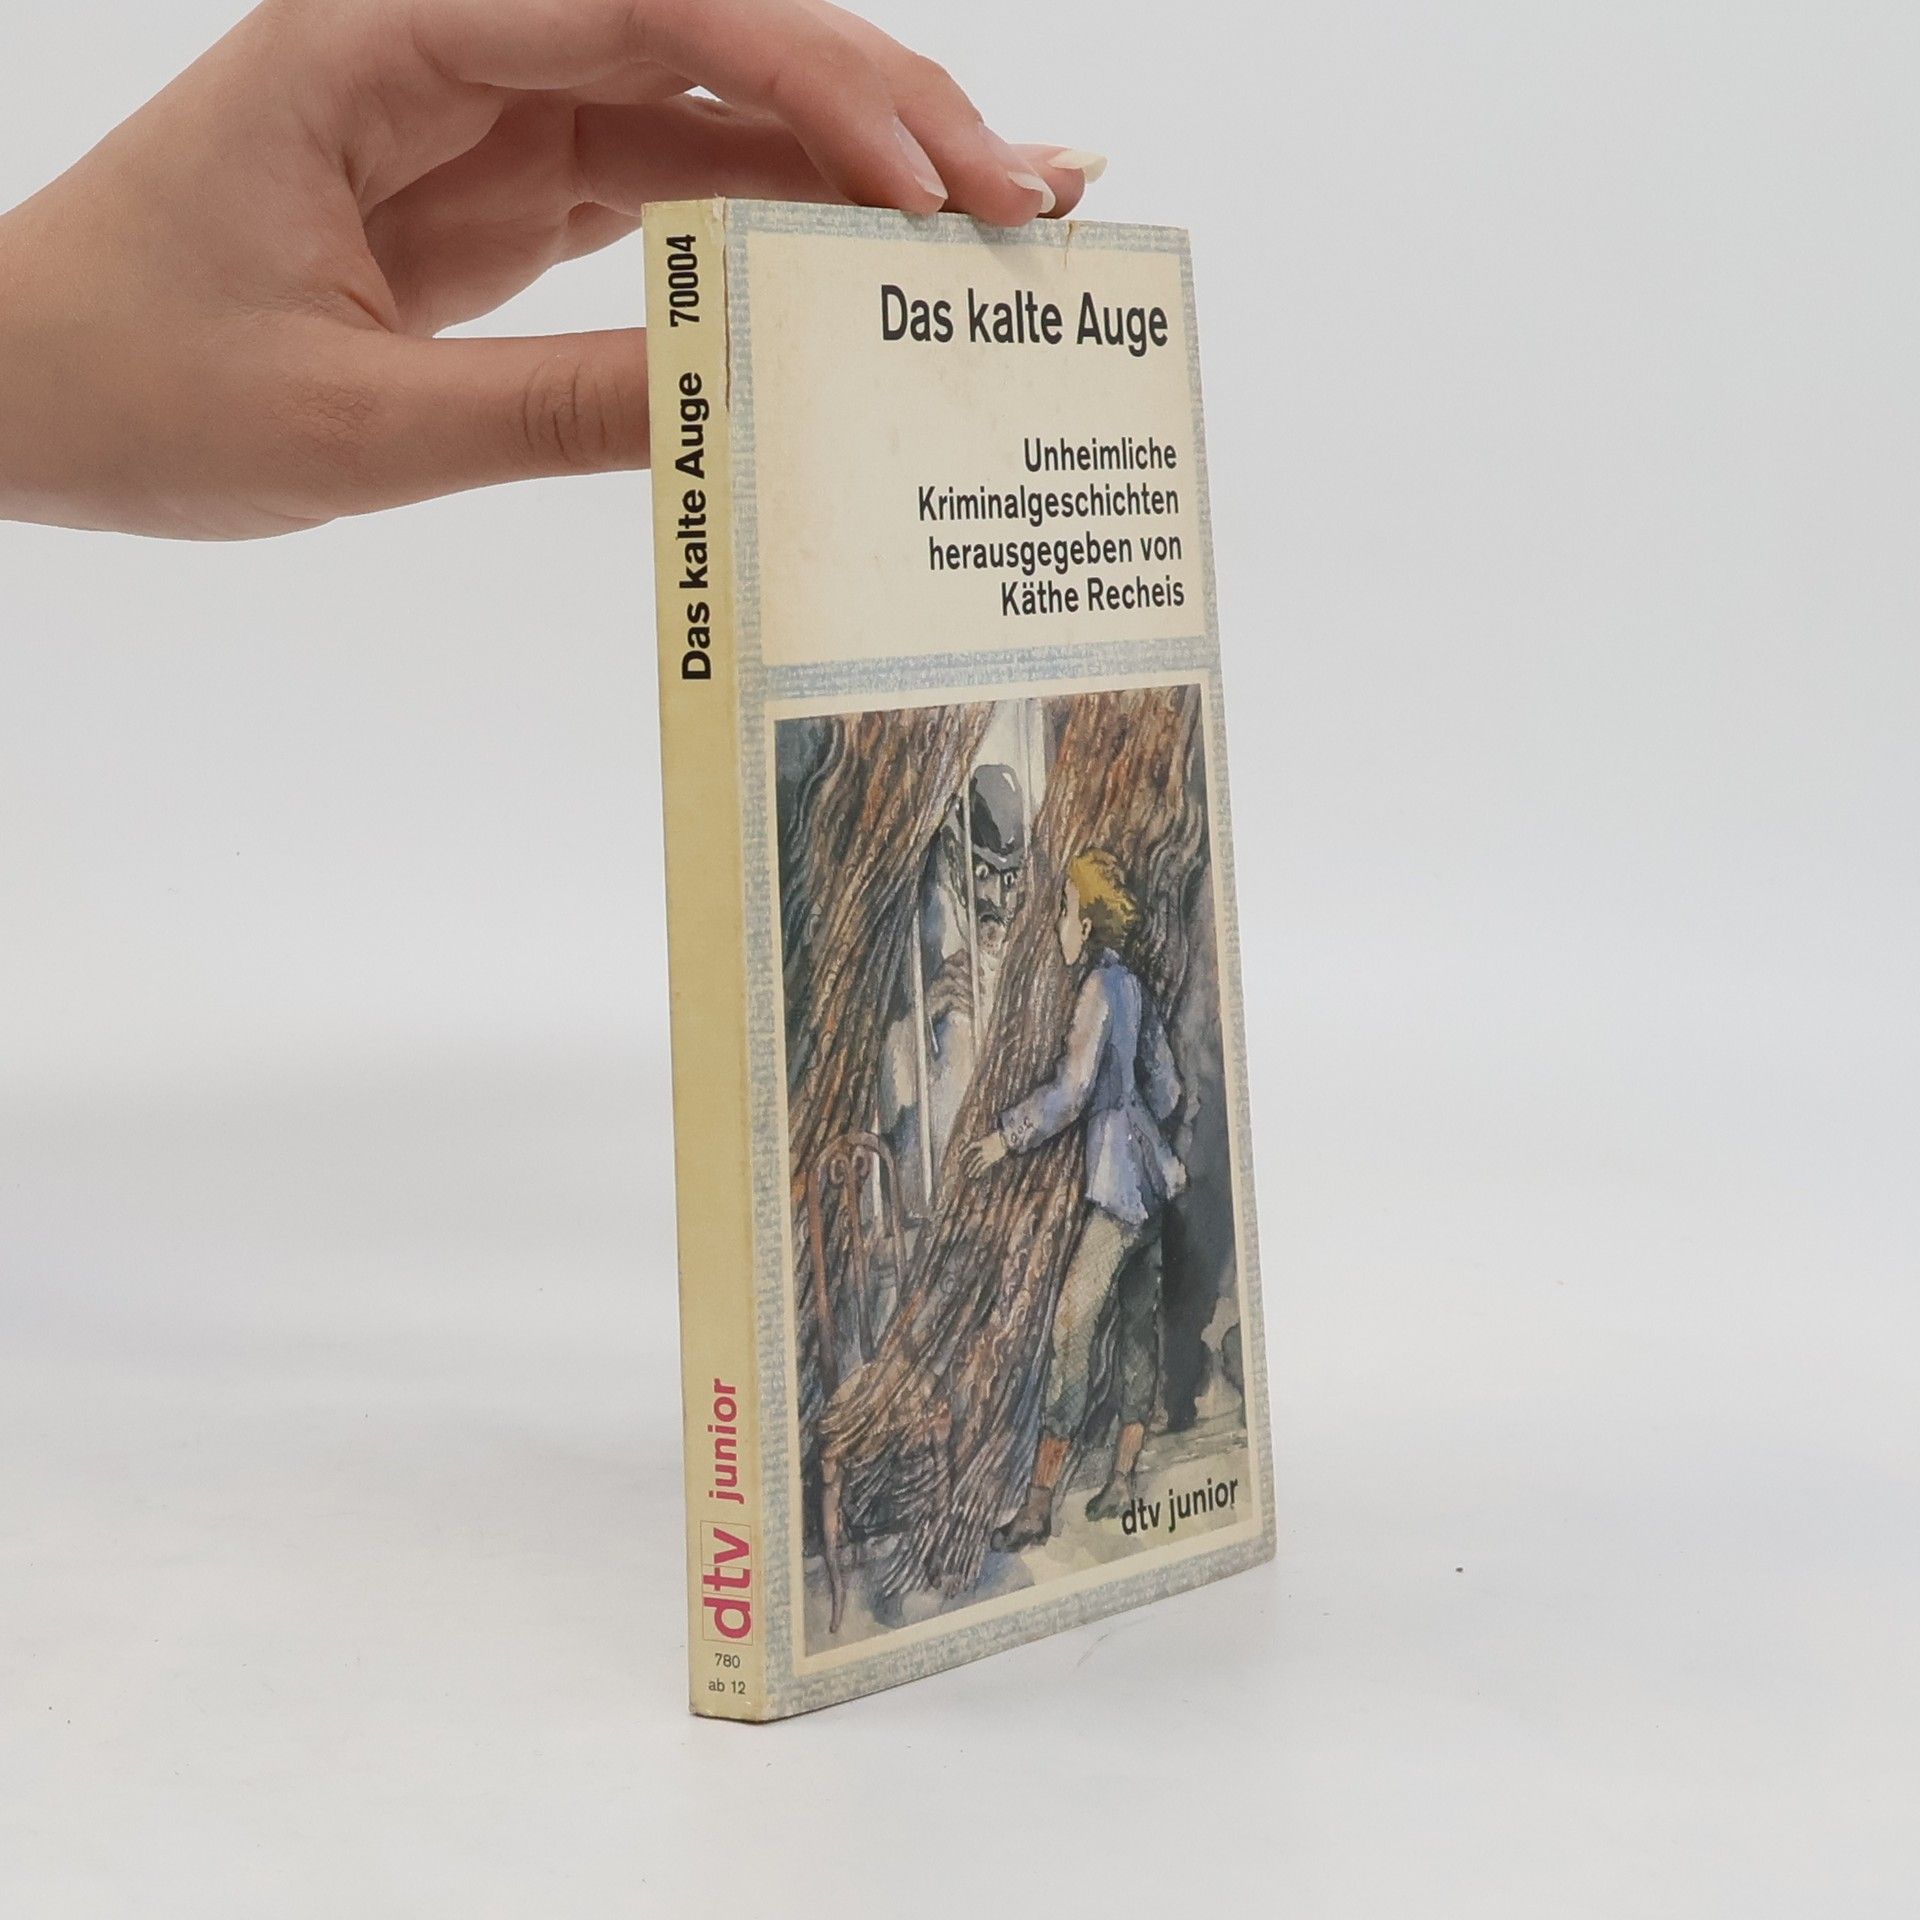 Das kalte Auge
Unheimliche
Kriminalgeschichten
herausgegeben von
Käthe Recheis
dtv junior
Das kalte Auge 70004
dtv junior
780
ab 12